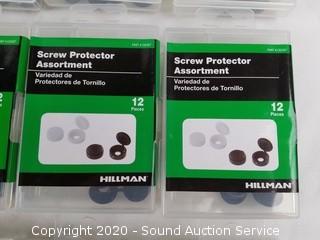 Screw Protector
Assortment
Variedad de
Protectores de Tornillo
12
Pieces
HILLMAN
Screw Protector
Assortment
Variedad de
Protectores de Tornillo
12
Pieces
HILLMAN
2
Copyright 2020 - Sound Auction Service